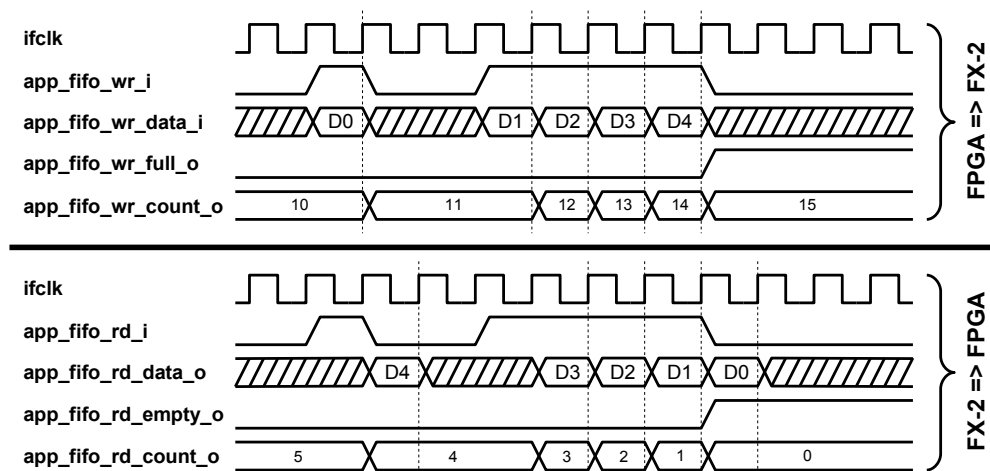 ifclk
app_fifo_wr_i
app_fifo_wr_data_i D0 D1 D2 D3 D4
app_fifo_wr_full_o
app_fifo_wr_count_o 10 11 12 13 14 15
FPGA => FX-2
ifclk
app_fifo_rd_i
app_fifo_rd_data_o D4 D3 D2 D1 D0
app_fifo_rd_empty_o
app_fifo_rd_count_o 5 4 3 2 1 0
FX-2 => FPGA